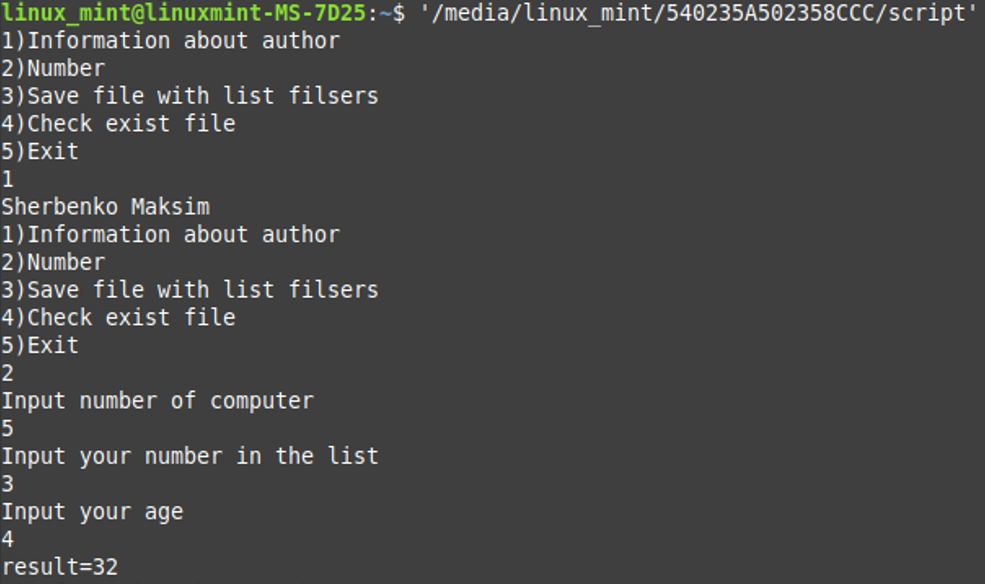 linux_mint@linuxmint-MS-7D25:~$ '/media/linux_mint/540235A502358CCC/script'
1)Information about author
2)Number
3)Save file with list filsers
4)Check exist file
5)Exit
1
Sherbenko Maksim
1)Information about author
2)Number
3)Save file with list filsers
4)Check exist file
5)Exit
2
Input number of computer
5
Input your number in the list
3
Input your age
4
result=32